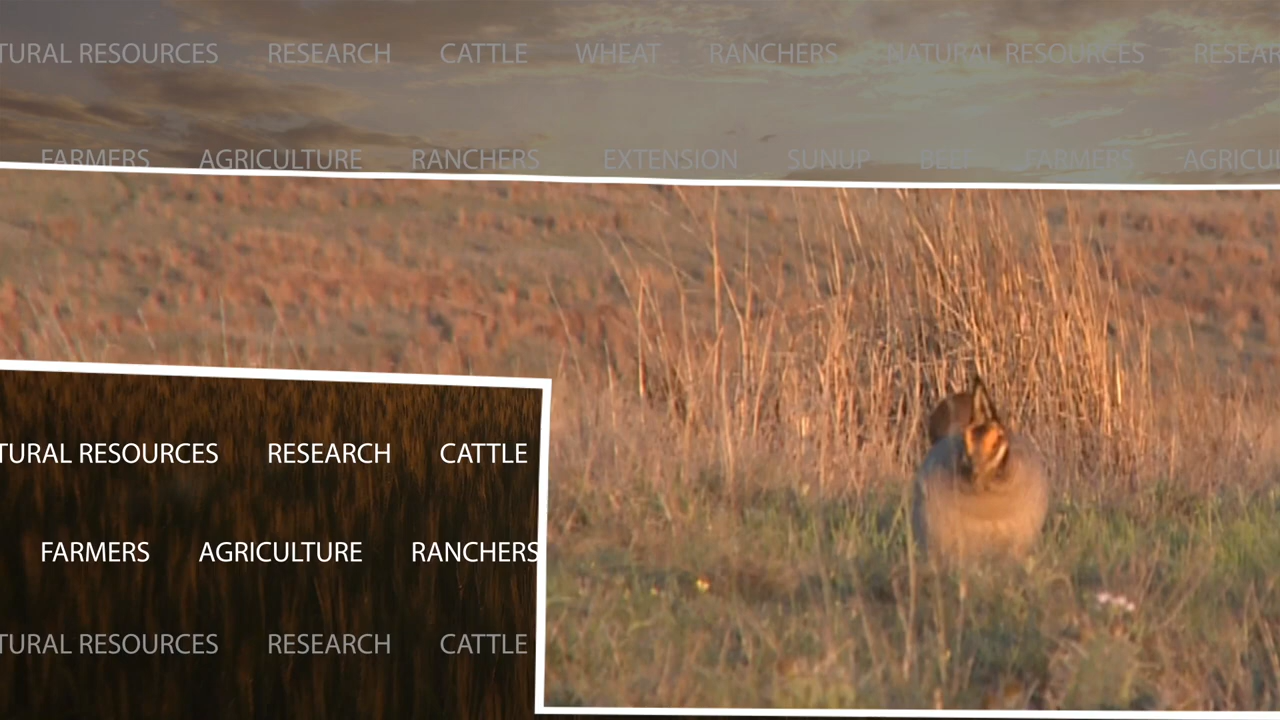 TURAL RESOURCES RESEARCH CATTLE WHEAT RANCHERS NATURAL RESOURCES RESEAR
FARMERS AGRICULTURE RANCHERS EXTENSION SUNUP BEEF FARMERS AGRICU
TURAL RESOURCES RESEARCH CATTLE
FARMERS AGRICULTURE RANCHERS
TURAL RESOURCES RESEARCH CATTLE